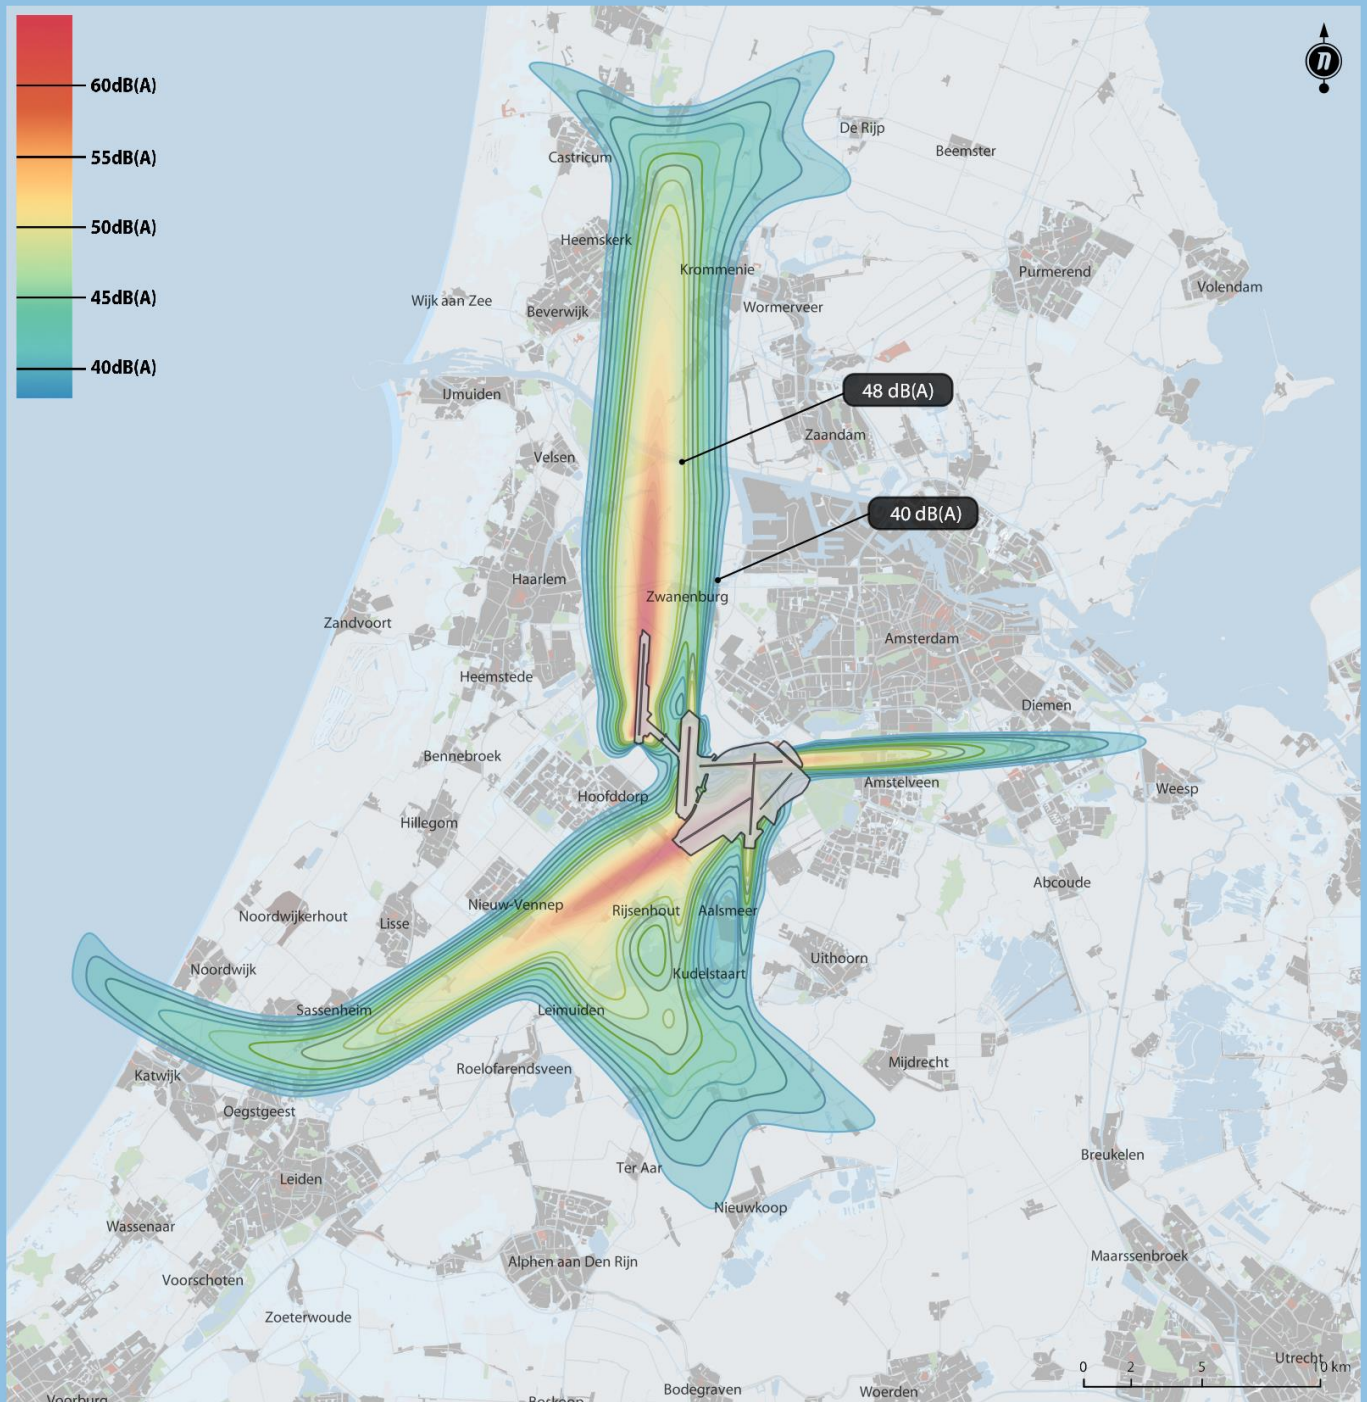 60dB(A)
55dB(A)
50dB(A)
45dB(A)
40dB(A)
n
De Rijp
Beemster
Castricum
Heemskerk
Krommenie
Purmerend
Volendam
Wijk aan Zee
Beverwijk
Wormerveer
48 dB(A)
IJmuiden
Zaandam
Velsen
40 dB(A)
Haarlem
Zwanenburg
Zandvoort
Amsterdam
Heemstede
Diemen
Bennebroek
Amstelveen
Weesp
Hoofddorp
Hillegom
Abcoude
Nieuw-Vennep
Rijsenhout
Aalsmeer
Noordwijkerhout
Lisse
Uithoorn
Noordwijk
Kudelstaart
Sassenheim
Leimuiden
Mijdrecht
Roelofarendsveen
Katwijk
Oegstgeest
Breukelen
Ter Aar
Leiden
Nieuwkoop
Wassenaar
Maarssenbroek
Alphen aan Den Rijn
Voorschoten
Zoeterwoude
Utrecht
0 2 5 10 km
Bodegraven
Woerden
Voorburg
Boskoop